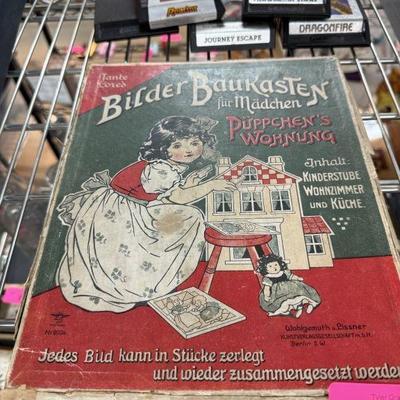 JOURNEY ESCAPE
DRAGONFIRE
Tante
Bilder Baukasten
für Mädchen
PÜPPCHEN'S
WOHNUNG
Inhalt:
KINDERSTUBE
WOHNZIMMER
UND KÜCHE
Wohlgemuth u. Lissner
KUNSTVERLAGSGESELLSCHAFT M.B.H.
Berlin S.W.
Jedes Bild kann in Stücke zerlegt
und wieder zusammengesetzt werden